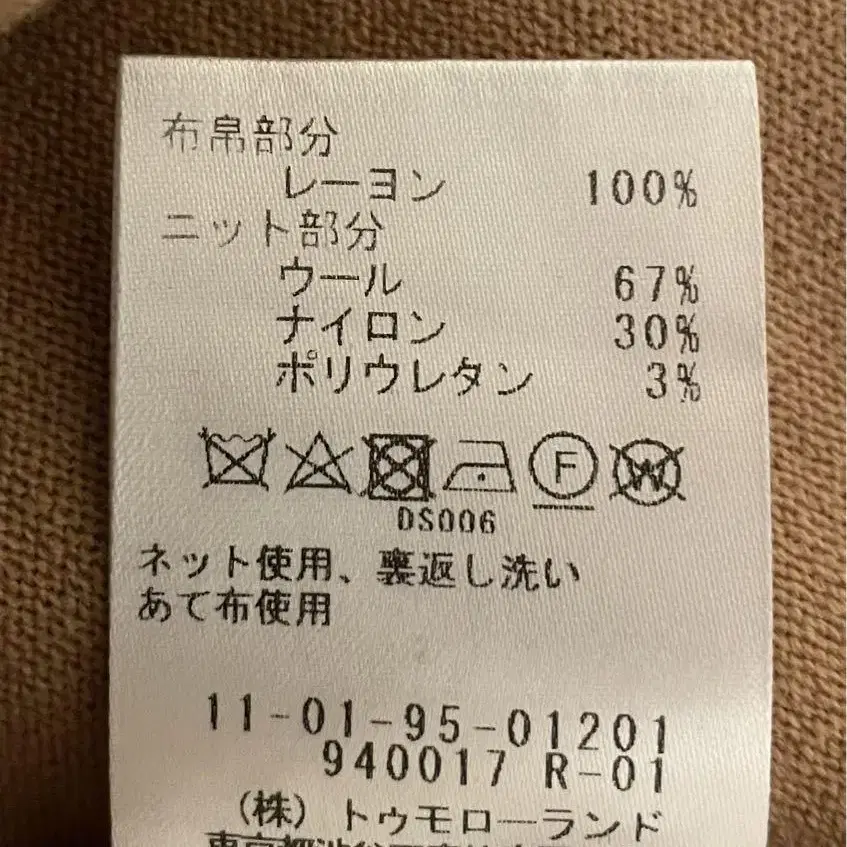 布帛部分
レーヨン 100%
ニット部分
ウール 67%
ナイロン 30%
ポリウレタン 3%
F W
DS006
ネット使用、裏返し洗い
あて布使用
11-01-95-01201
940017 R-01
(株) トゥモローランド